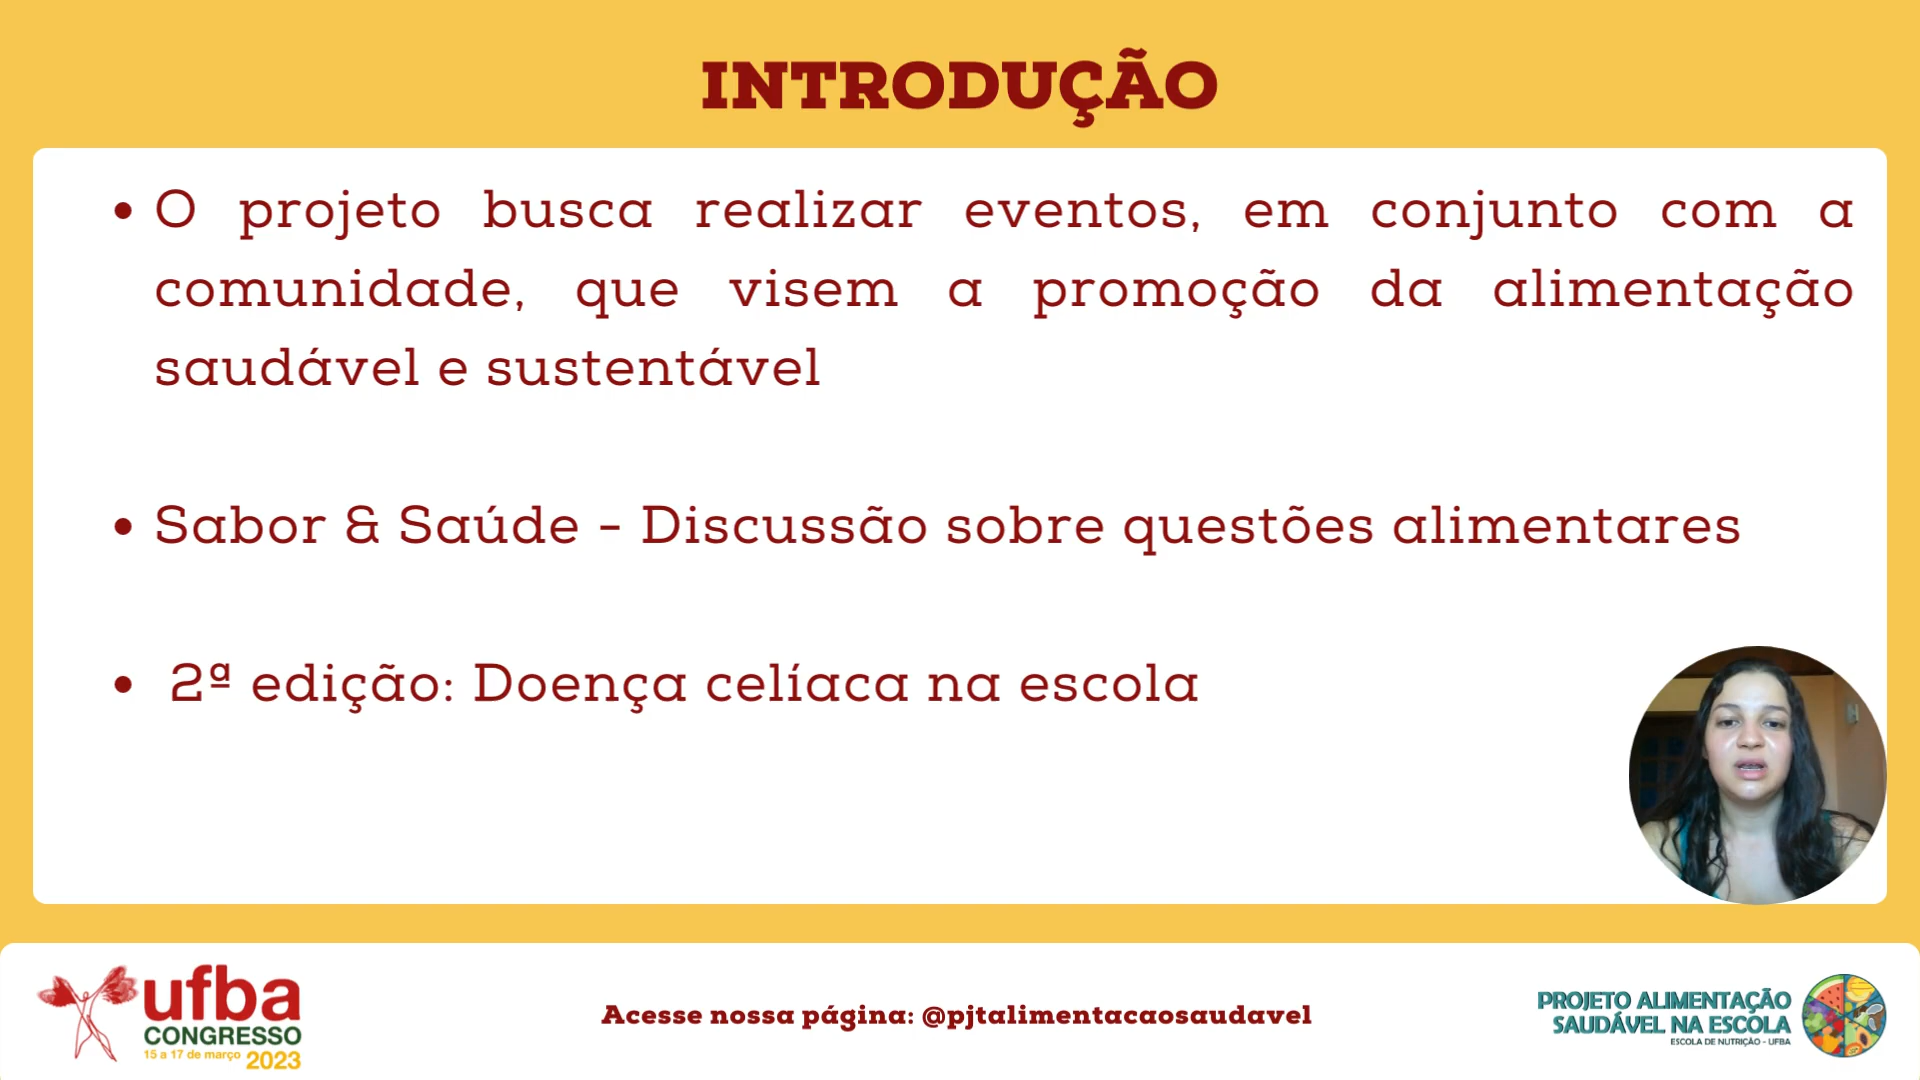 INTRODUÇÃO
• O projeto busca realizar eventos, em conjunto com a
comunidade, que visem a promoção da alimentação
saudável e sustentável
• Sabor & Saúde - Discussão sobre questões alimentares
• 2ª edição: Doença celíaca na escola
ufba
CONGRESSO
15 a 17 de março 2023
Acesse nossa página: @pjtalimentacaosaudavel
PROJETO ALIMENTAÇÃO
SAUDÁVEL NA ESCOLA
ESCOLA DE NUTRIÇÃO - UFBA